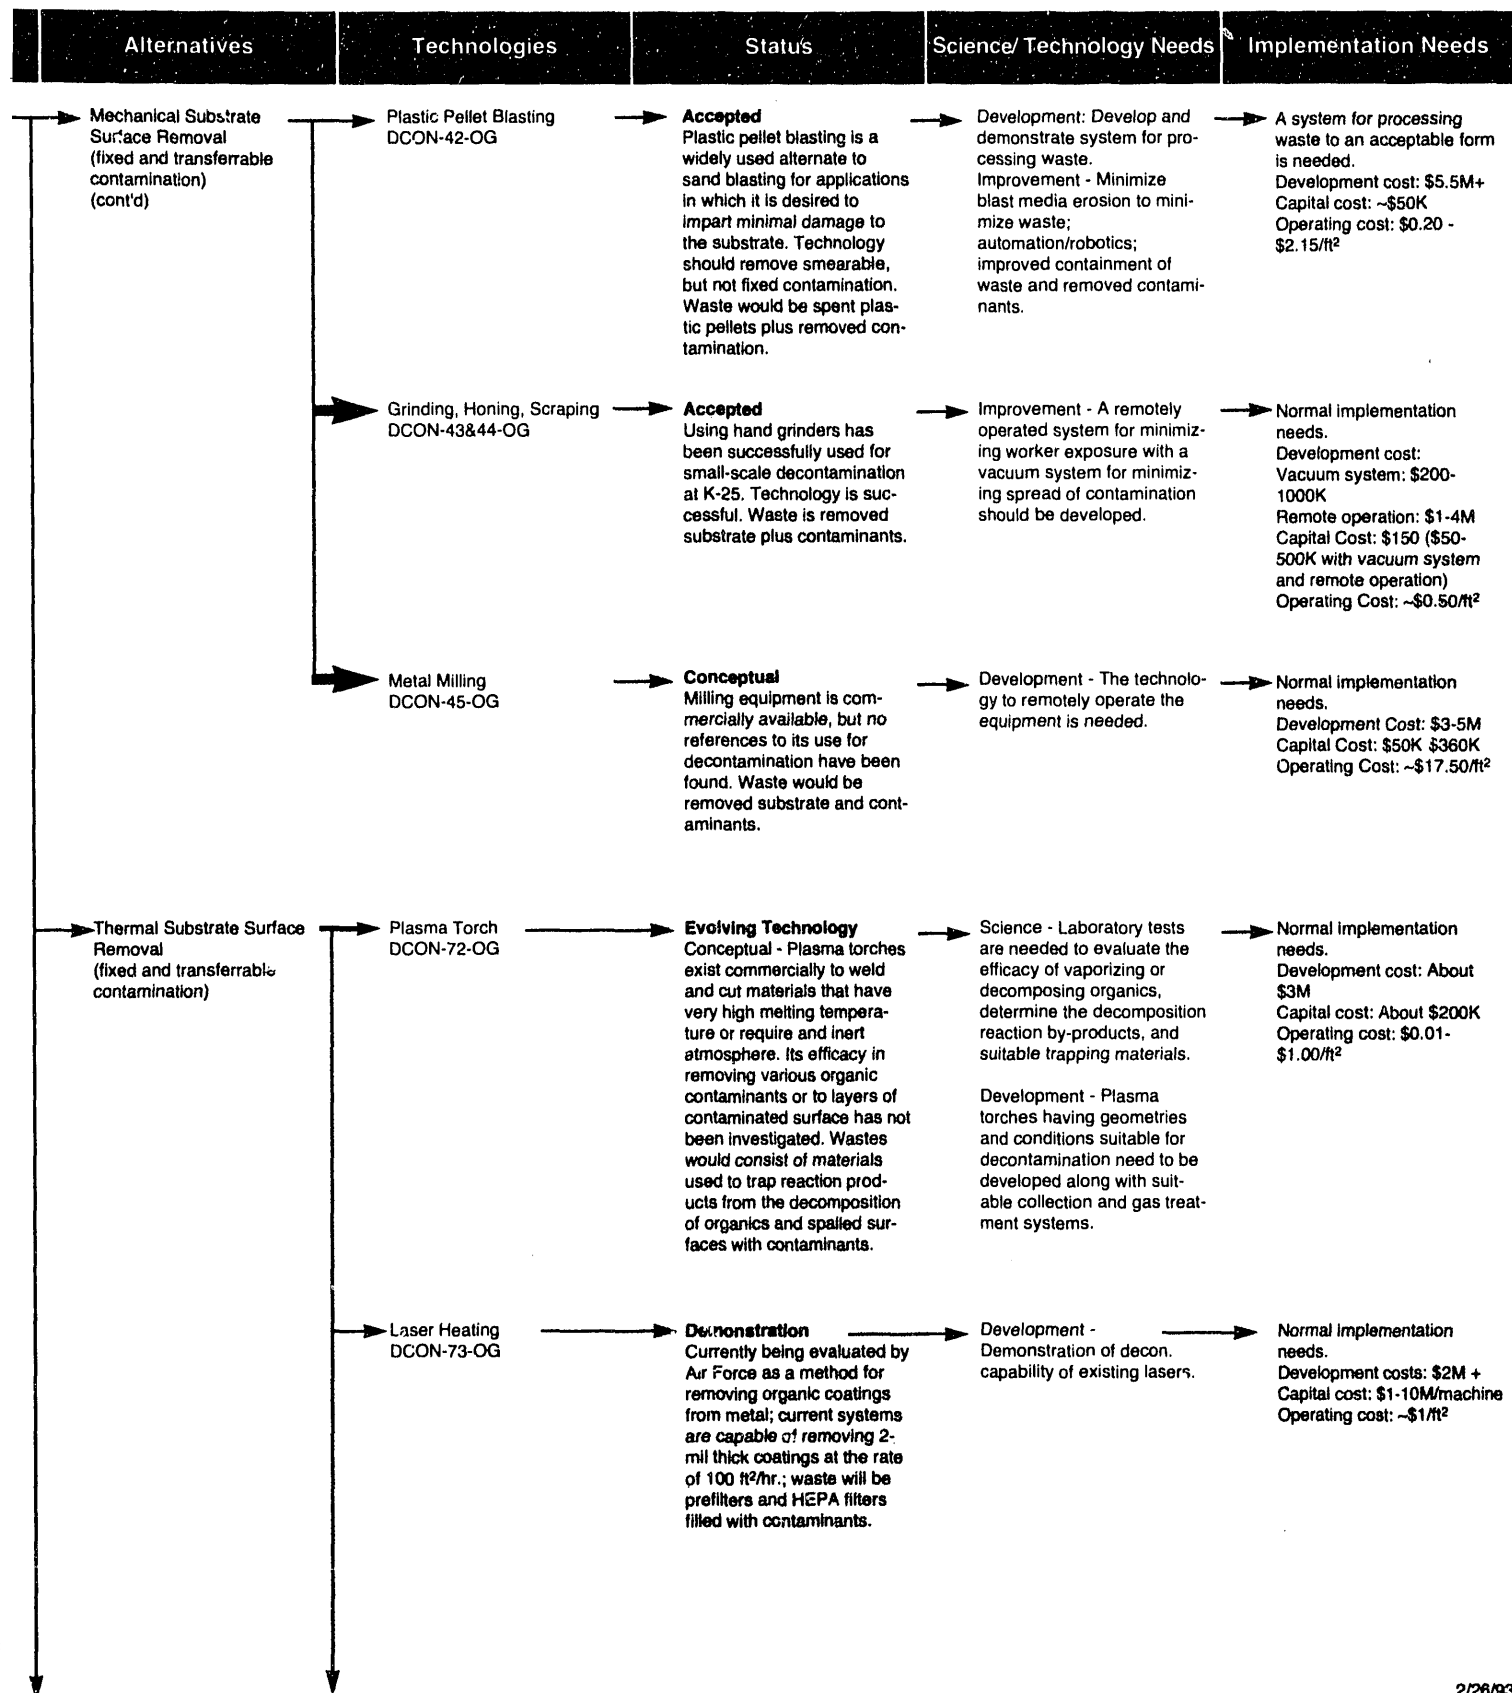 Alternatives
Technologies
Status
Science/Technology Needs
Implementation Needs
Mechanical Substrate
Surface Removal
(fixed and transferrable
contamination)
(cont'd)
Plastic Pellet Blasting
DCON-42-OG
Accepted
Plastic pellet blasting is a
widely used alternate to
sand blasting for applications
in which it is desired to
impart minimal damage to
the substrate. Technology
should remove smearable,
but not fixed contamination.
Waste would be spent plas-
tic pellets plus removed con-
tamination.
Development: Develop and
demonstrate system for pro-
cessing waste.
Improvement - Minimize
blast media erosion to mini-
mize waste;
automation/robotics;
improved containment of
waste and removed contami-
nants.
A system for processing
waste to an acceptable form
is needed.
Development cost: $5.5M+
Capital cost: ~$50K
Operating cost: $0.20 -
$2.15/ft²
Grinding, Honing, Scraping
DCON-43&44-OG
Accepted
Using hand grinders has
been successfully used for
small-scale decontamination
at K-25. Technology is suc-
cessful. Waste is removed
substrate plus contaminants.
Improvement - A remotely
operated system for minimiz-
ing worker exposure with a
vacuum system for minimiz-
ing spread of contamination
should be developed.
Normal implementation
needs.
Development cost:
Vacuum system: $200-
1000K
Remote operation: $1-4M
Capital Cost: $150 ($50-
500K with vacuum system
and remote operation)
Operating Cost: ~$0.50/ft²
Metal Milling
DCON-45-OG
Conceptual
Milling equipment is com-
mercially available, but no
references to its use for
decontamination have been
found. Waste would be
removed substrate and cont-
aminants.
Development - The technolo-
gy to remotely operate the
equipment is needed.
Normal implementation
needs.
Development Cost: $3-5M
Capital Cost: $50K $360K
Operating Cost: ~$17.50/ft²
Thermal Substrate Surface
Removal
(fixed and transferrable
contamination)
Plasma Torch
DCON-72-OG
Evolving Technology
Conceptual - Plasma torches
exist commercially to weld
and cut materials that have
very high melting tempera-
ture or require and inert
atmosphere. Its efficacy in
removing various organic
contaminants or to layers of
contaminated surface has not
been investigated. Wastes
would consist of materials
used to trap reaction prod-
ucts from the decomposition
of organics and spalled sur-
faces with contaminants.
Science - Laboratory tests
are needed to evaluate the
efficacy of vaporizing or
decomposing organics,
determine the decomposition
reaction by-products, and
suitable trapping materials.
Development - Plasma
torches having geometries
and conditions suitable for
decontamination need to be
developed along with suit-
able collection and gas treat-
ment systems.
Normal implementation
needs.
Development cost: About
$3M
Capital cost: About $200K
Operating cost: $0.01-
$1.00/ft²
Laser Heating
DCON-73-OG
Demonstration
Currently being evaluated by
Air Force as a method for
removing organic coatings
from metal; current systems
are capable of removing 2-
mil thick coatings at the rate
of 100 ft²/hr.; waste will be
prefilters and HEPA filters
filled with contaminants.
Development -
Demonstration of decon.
capability of existing lasers.
Normal implementation
needs.
Development costs: $2M +
Capital cost: $1-10M/machine
Operating cost: ~$1/ft²
2/26/93